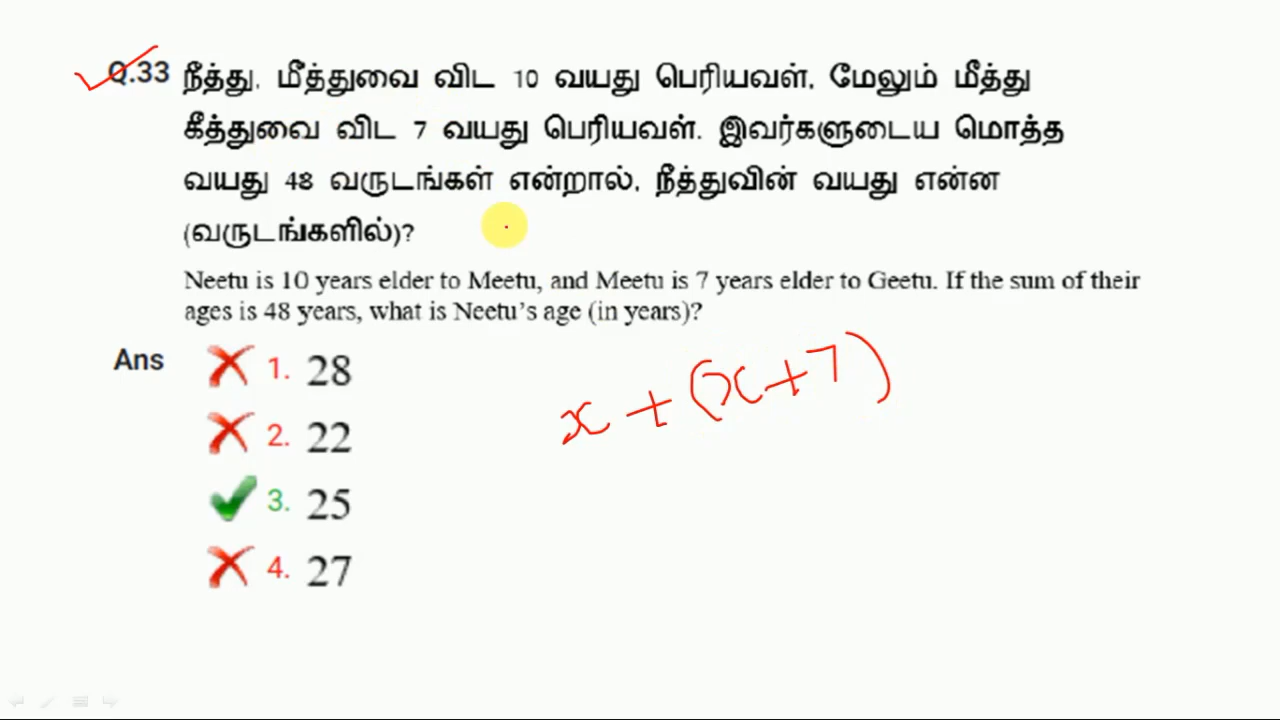 Q.33 நீத்து, மீத்துவை விட 10 வயது பெரியவள், மேலும் மீத்து
கீத்துவை விட 7 வயது பெரியவள். இவர்களுடைய மொத்த
வயது 48 வருடங்கள் என்றால், நீத்துவின் வயது என்ன
(வருடங்களில்)?
Neetu is 10 years elder to Meetu, and Meetu is 7 years elder to Geetu. If the sum of their
ages is 48 years, what is Neetu's age (in years)?
Ans
1. 28
2. 22
3. 25
4. 27
x + (x+7)